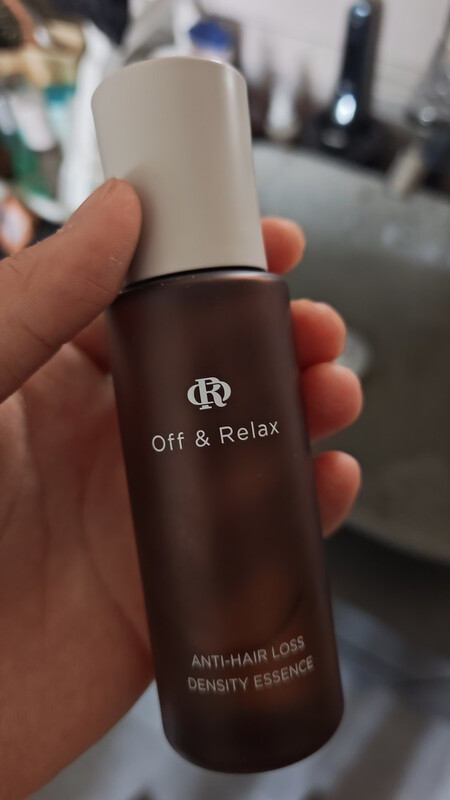 OR
Off & Relax
ANTI-HAIR LOSS
DENSITY ESSENCE